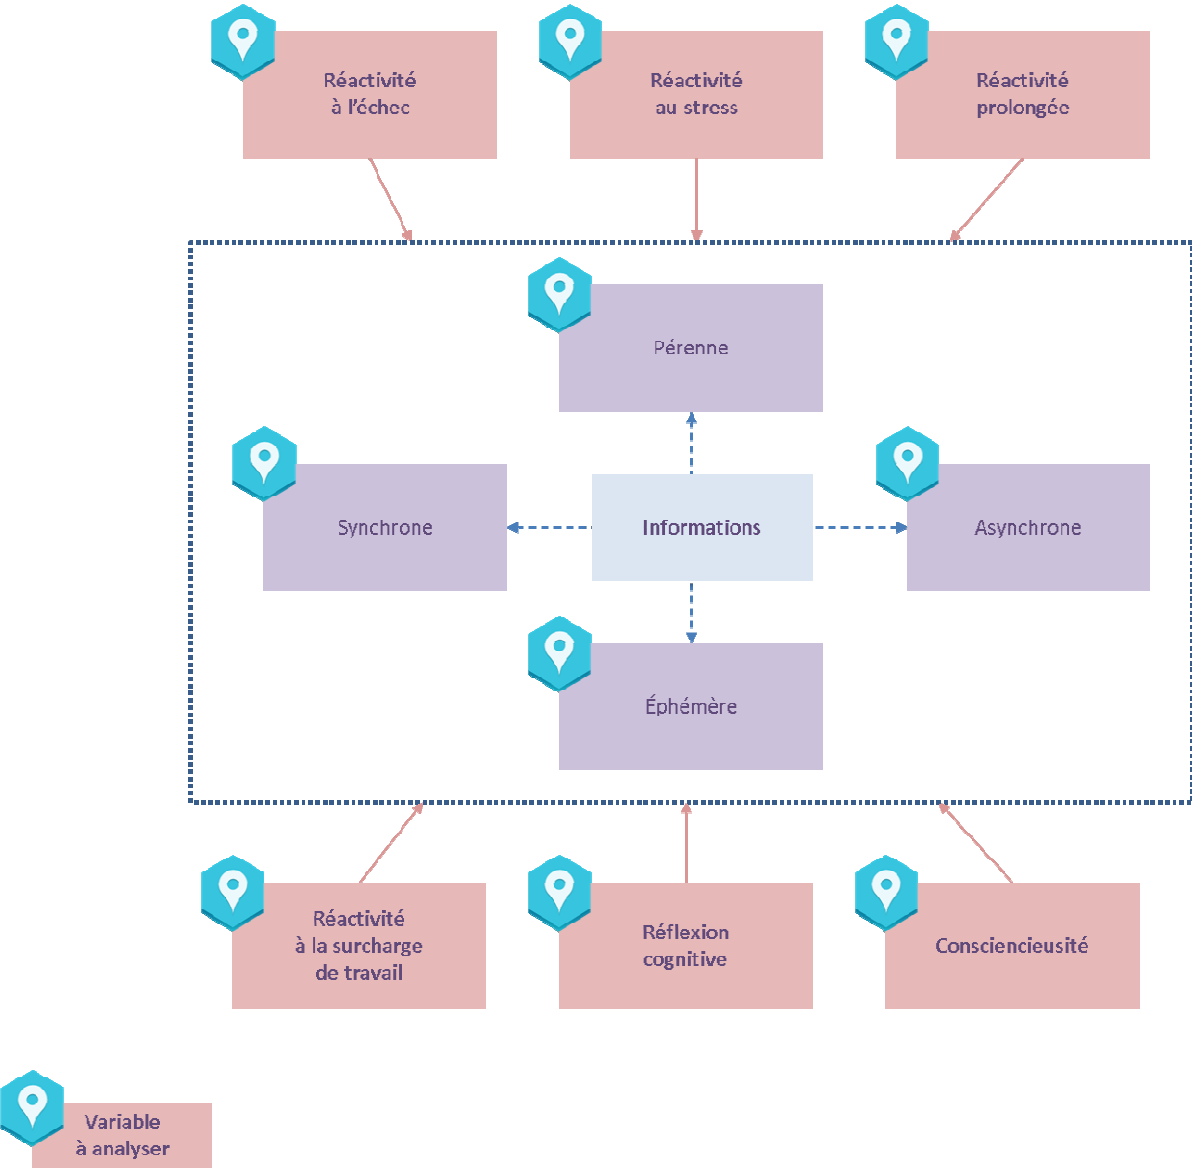 Réactivité
à l’échec
Réactivité
au stress
Réactivité
prolongée
Pérenne
Synchrone
Informations
Asynchrone
Éphémère
Réactivité
à la surcharge
de travail
Réflexion
cognitive
Consciencieusité
Variable
à analyser